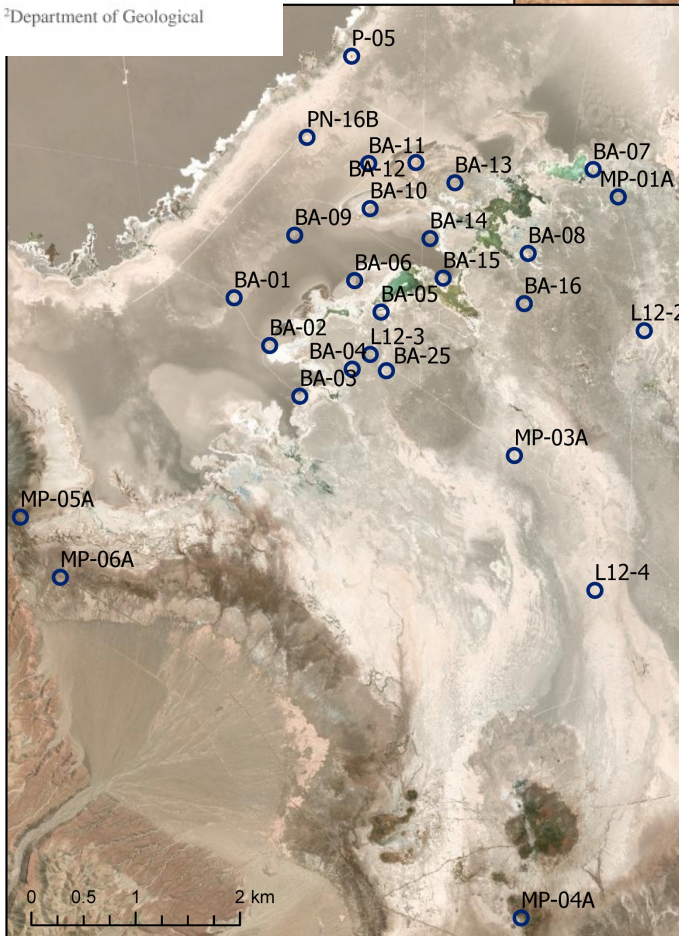 ²Department of Geological
P-05
PN-16B
BA-11
BA-12
BA-13
BA-07
MP-01A
BA-10
BA-09
BA-14
BA-08
BA-06
BA-15
BA-01
BA-05
BA-16
L12-2
BA-02
L12-3
BA-04
BA-25
BA-03
MP-03A
MP-05A
MP-06A
L12-4
MP-04A
0 0.5 1 2 km